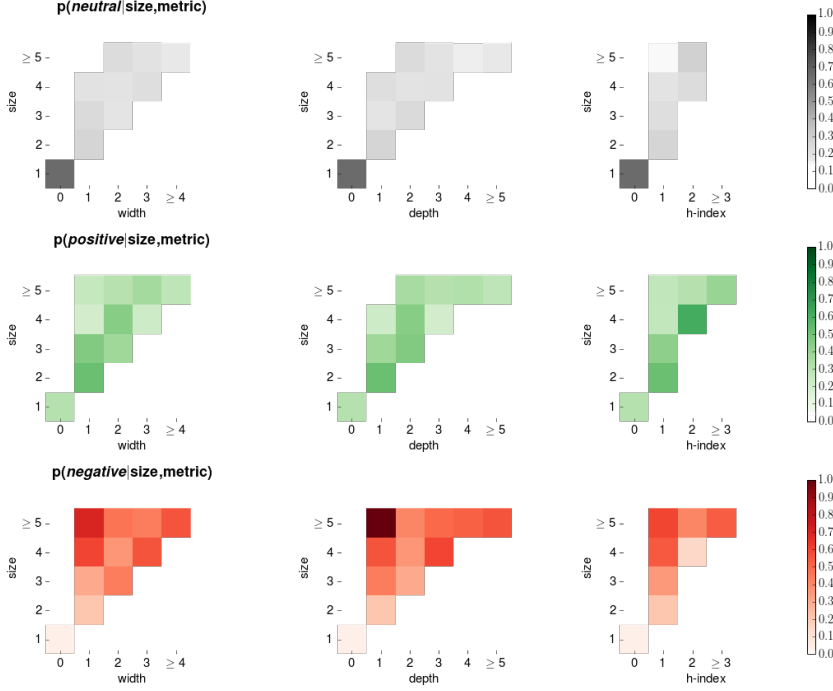 p(neutral|size,metric)
size
≥ 5
4
3
2
1
0 1 2 3 ≥ 4
width
≥ 5
4
3
2
1
0 1 2 3 4 ≥ 5
depth
size
≥ 5
4
3
2
1
0 1 2 ≥ 3
h-index
1.0
0.9
0.8
0.7
0.6
0.5
0.4
0.3
0.2
0.1
0.0
p(positive|size,metric)
size
≥ 5
4
3
2
1
0 1 2 3 ≥ 4
width
size
≥ 5
4
3
2
1
0 1 2 3 4 ≥ 5
depth
size
≥ 5
4
3
2
1
0 1 2 ≥ 3
h-index
1.0
0.9
0.8
0.7
0.6
0.5
0.4
0.3
0.2
0.1
0.0
p(negative|size,metric)
size
≥ 5
4
3
2
1
0 1 2 3 ≥ 4
width
size
≥ 5
4
3
2
1
0 1 2 3 4 ≥ 5
depth
size
≥ 5
4
3
2
1
0 1 2 ≥ 3
h-index
1.0
0.9
0.8
0.7
0.6
0.5
0.4
0.3
0.2
0.1
0.0